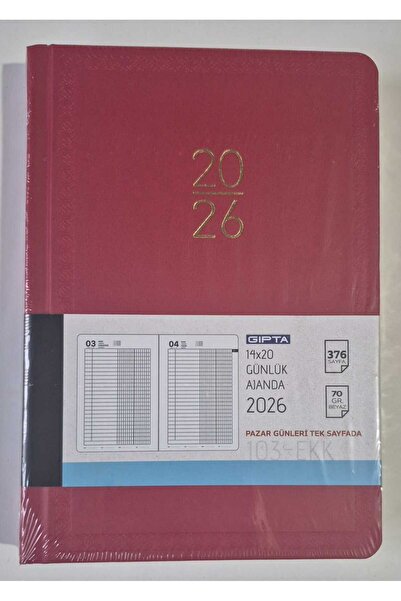 20
26
03
04
GIPTA
14x20
GÜNLÜK
AJANDA
2026
376
SAYFA
70
GR.
BEYAZ
PAZAR GÜNLERİ TEK SAYFADA